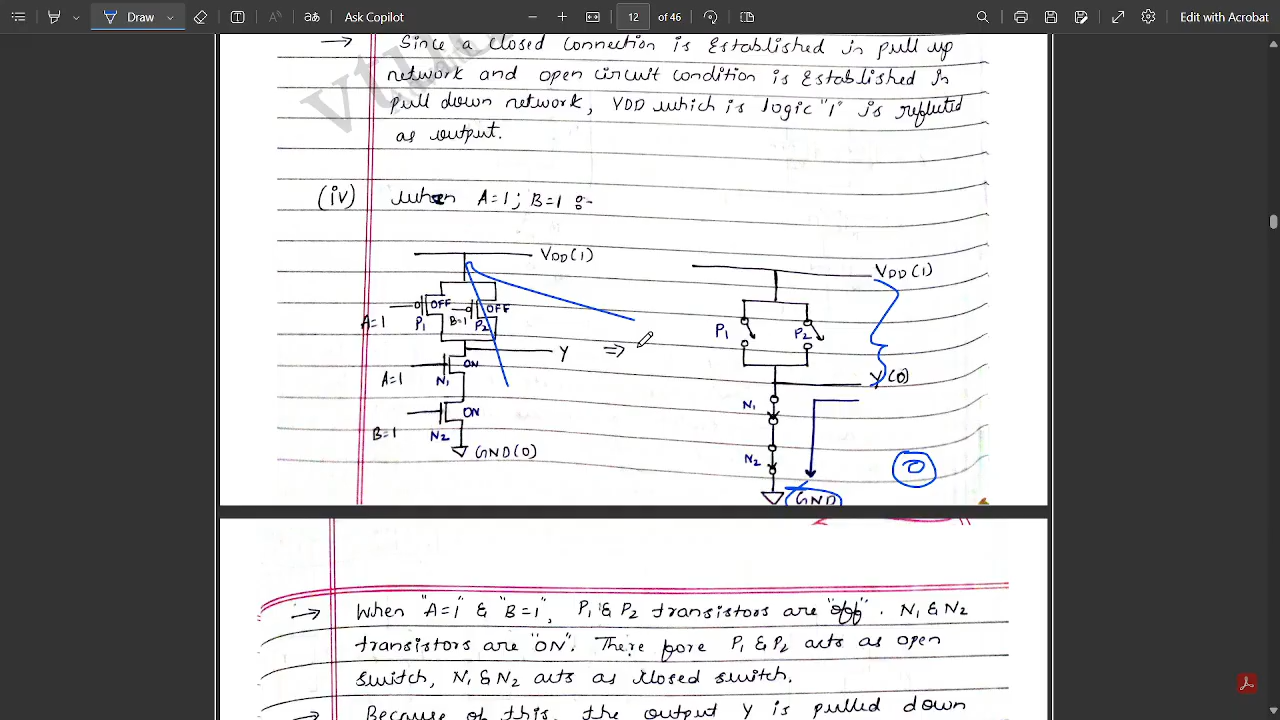 Draw
Ask Copilot
12 of 46
Edit with Acrobat
→ Since a closed connection is Established in pull up
network and open circuit condition is Established in
pull down network, VDD which is logic "1" is reflected
as output.
(iv) when A=1; B=1 :-
VDD(1)
OFF OFF
A=1 P1 B=1 P2
Y ⇒
ON
A=1 N1
ON
B=1 N2
GND(0)
VDD(1)
P1 P2
Y(0)
N1
N2
0
GND
→ When "A=1" & "B=1", P1 & P2 transistors are "off". N1 & N2
transistors are "ON". There fore P1 & P2 acts as open
switch, N1 & N2 acts as closed switch.
→ Because of this, the output Y is pulled down